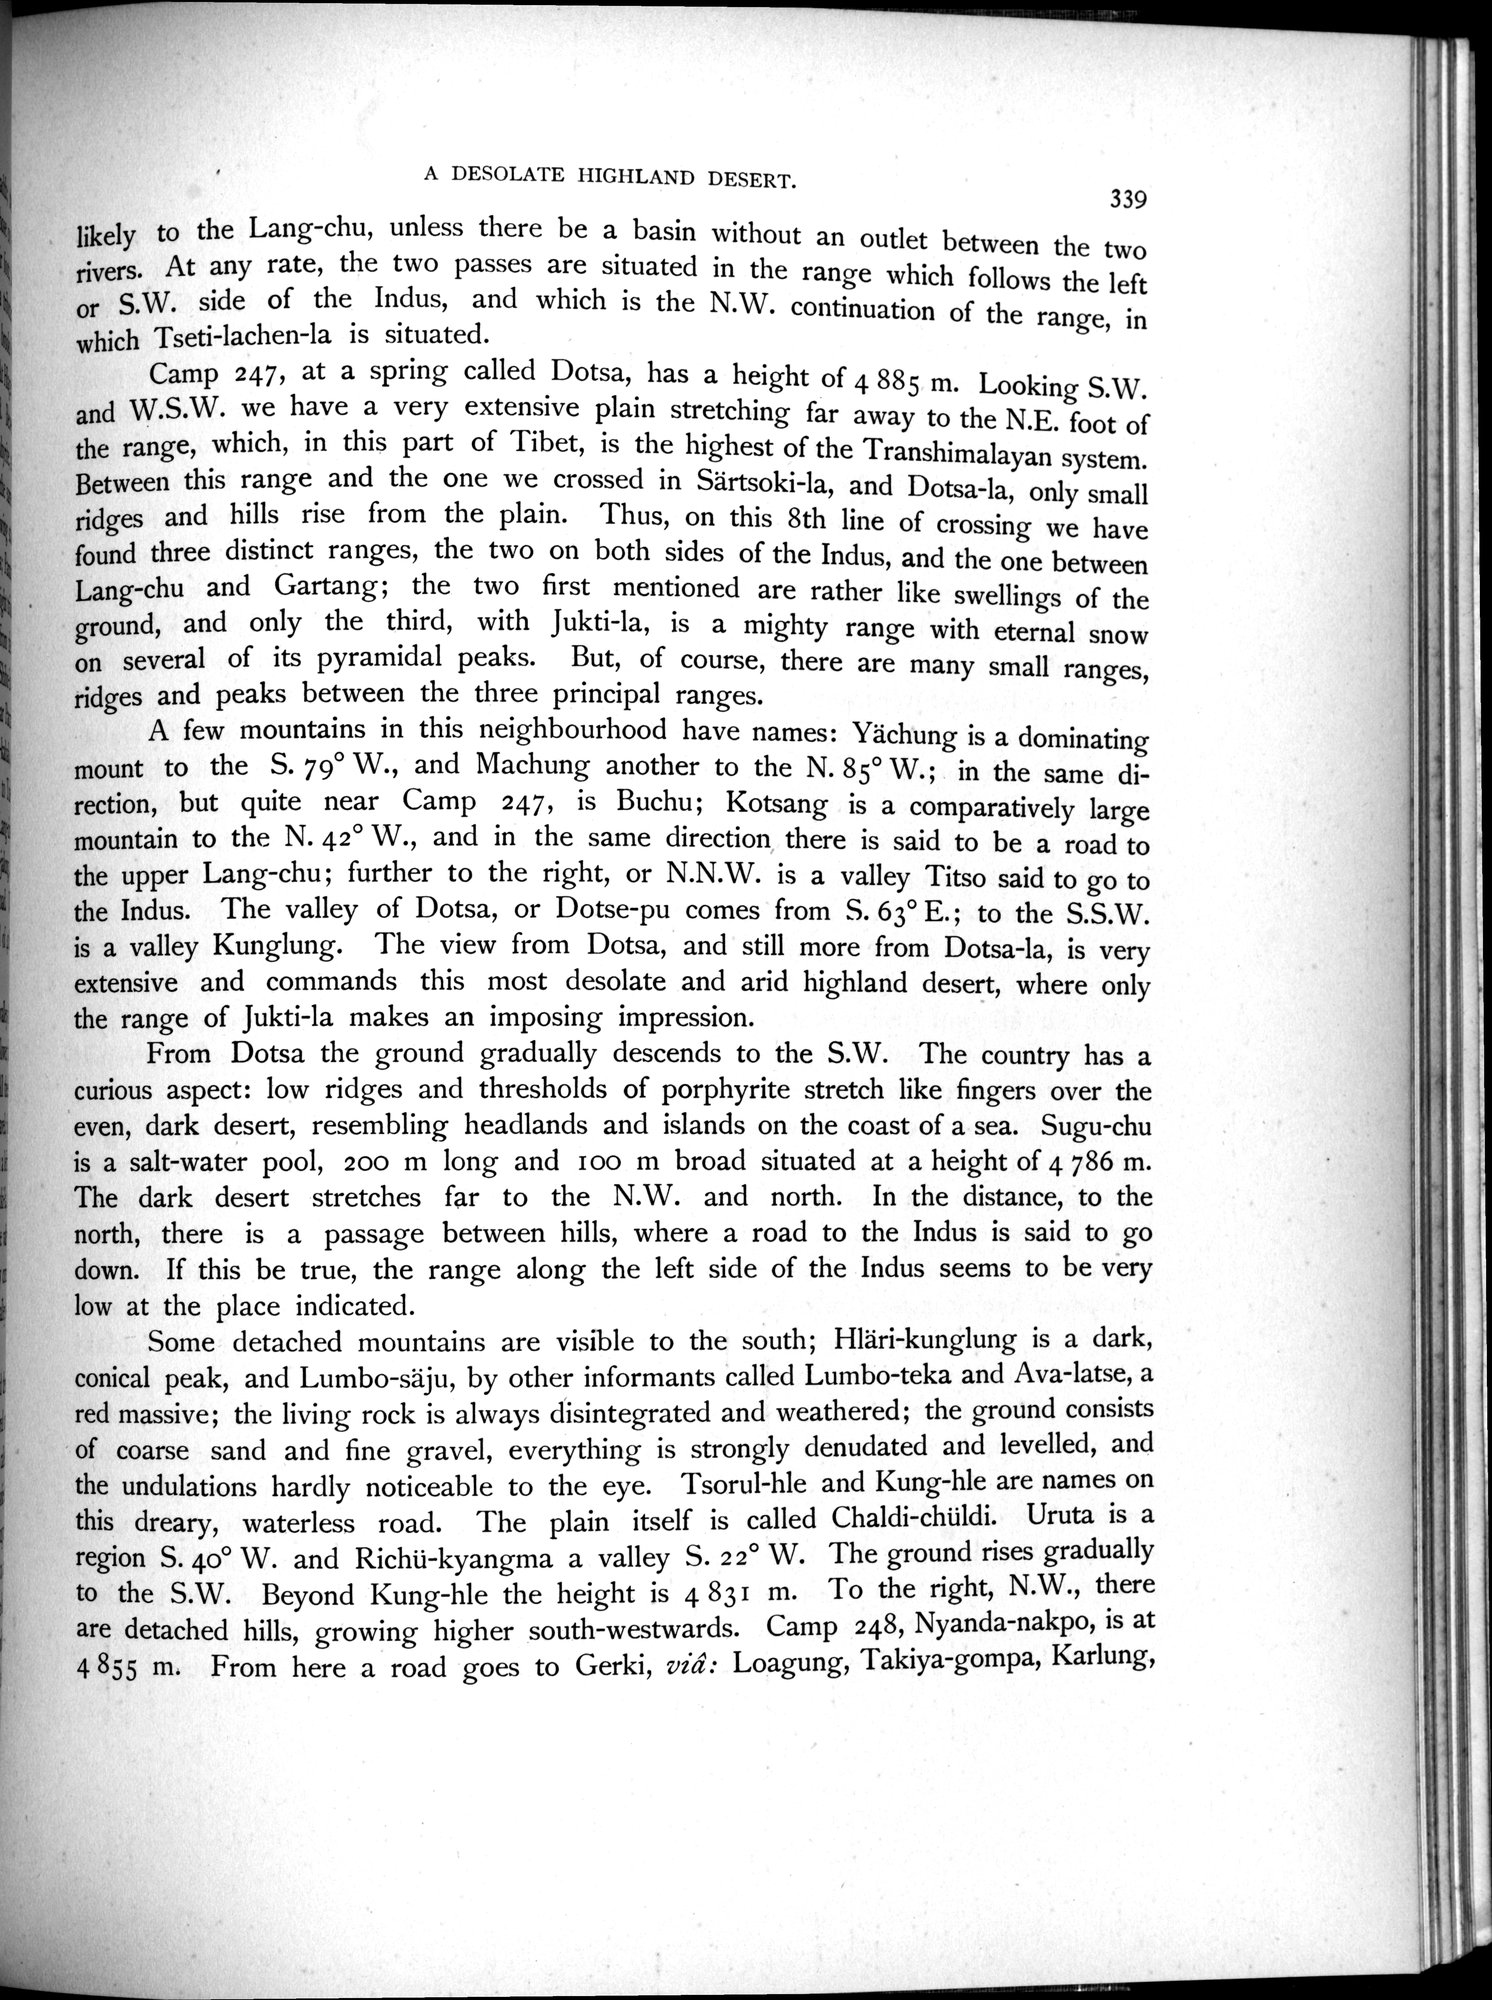 A DESOLATE HIGHLAND DESERT.
339
likely to the Lang-chu, unless there be a basin without an outlet between the two
rivers. At any rate, the two passes are situated in the range which follows the left
or S.W. side of the Indus, and which is the N.W. continuation of the range, in
which Tseti-lachen-la is situated.
Camp 247, at a spring called Dotsa, has a height of 4 885 m. Looking S.W.
and W.S.W. we have a very extensive plain stretching far away to the N.E. foot of
the range, which, in this part of Tibet, is the highest of the Transhimalayan system.
Between this range and the one we crossed in Särtsoki-la, and Dotsa-la, only small
ridges and hills rise from the plain. Thus, on this 8th line of crossing we have
found three distinct ranges, the two on both sides of the Indus, and the one between
Lang-chu and Gartang; the two first mentioned are rather like swellings of the
ground, and only the third, with Jukti-la, is a mighty range with eternal snow
on several of its pyramidal peaks. But, of course, there are many small ranges,
ridges and peaks between the three principal ranges.
A few mountains in this neighbourhood have names: Yächung is a dominating
mount to the S. 79° W., and Machung another to the N. 85° W.; in the same di-
rection, but quite near Camp 247, is Buchu; Kotsang is a comparatively large
mountain to the N. 42° W., and in the same direction there is said to be a road to
the upper Lang-chu; further to the right, or N.N.W. is a valley Titso said to go to
the Indus. The valley of Dotsa, or Dotse-pu comes from S. 63° E.; to the S.S.W.
is a valley Kunglung. The view from Dotsa, and still more from Dotsa-la, is very
extensive and commands this most desolate and arid highland desert, where only
the range of Jukti-la makes an imposing impression.
From Dotsa the ground gradually descends to the S.W. The country has a
curious aspect: low ridges and thresholds of porphyrite stretch like fingers over the
even, dark desert, resembling headlands and islands on the coast of a sea. Sugu-chu
is a salt-water pool, 200 m long and 100 m broad situated at a height of 4 786 m.
The dark desert stretches far to the N.W. and north. In the distance, to the
north, there is a passage between hills, where a road to the Indus is said to go
down. If this be true, the range along the left side of the Indus seems to be very
low at the place indicated.
Some detached mountains are visible to the south; Hläri-kunglung is a dark,
conical peak, and Lumbo-säju, by other informants called Lumbo-teka and Ava-latse, a
red massive; the living rock is always disintegrated and weathered; the ground consists
of coarse sand and fine gravel, everything is strongly denudated and levelled, and
the undulations hardly noticeable to the eye. Tsorul-hle and Kung-hle are names on
this dreary, waterless road. The plain itself is called Chaldi-chüldi. Uruta is a
region S. 40° W. and Richü-kyangma a valley S. 22° W. The ground rises gradually
to the S.W. Beyond Kung-hle the height is 4 831 m. To the right, N.W., there
are detached hills, growing higher south-westwards. Camp 248, Nyanda-nakpo, is at
4 855 m. From here a road goes to Gerki, viâ: Loagung, Takiya-gompa, Karlung,